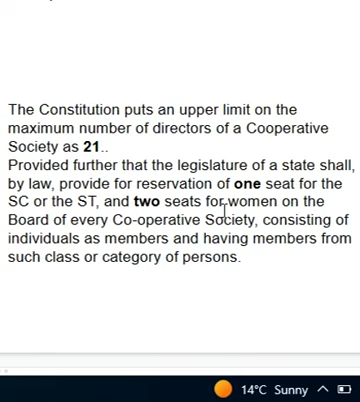 The Constitution puts an upper limit on the
maximum number of directors of a Cooperative
Society as 21..
Provided further that the legislature of a state shall,
by law, provide for reservation of one seat for the
SC or the ST, and two seats for women on the
Board of every Co-operative Society, consisting of
individuals as members and having members from
such class or category of persons.
14°C Sunny